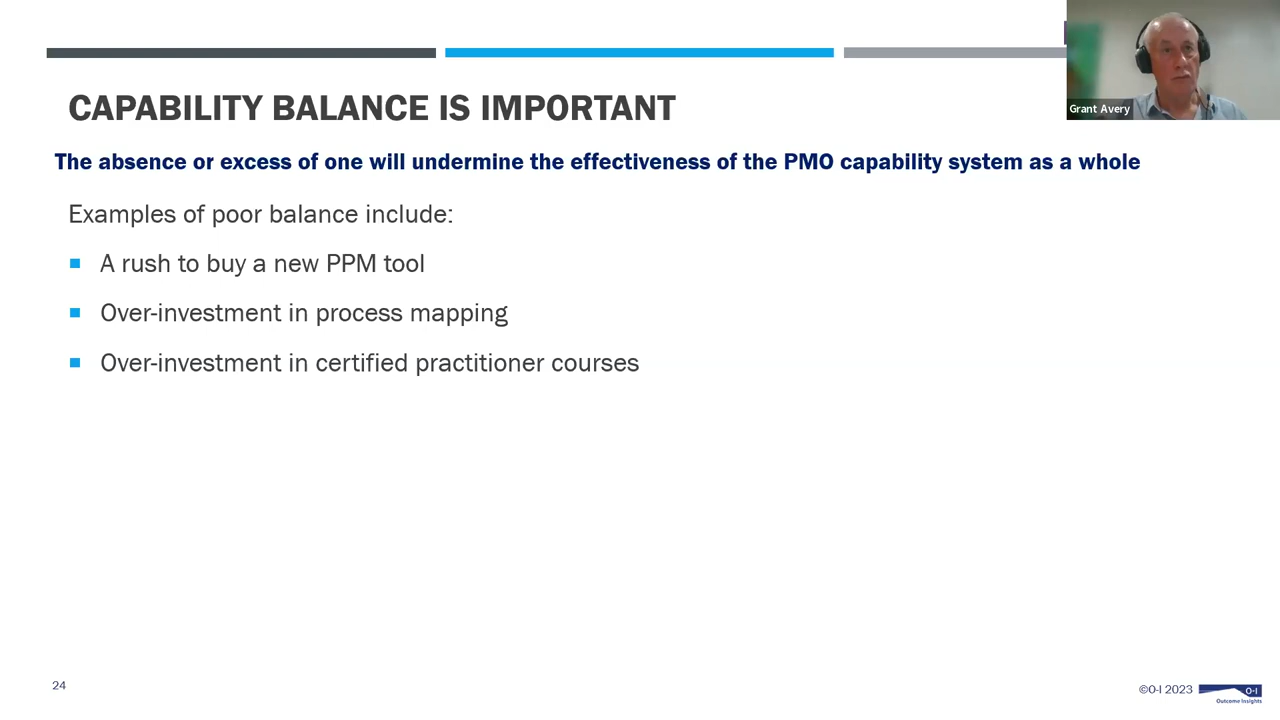 Grant Avery
CAPABILITY BALANCE IS IMPORTANT
The absence or excess of one will undermine the effectiveness of the PMO capability system as a whole
Examples of poor balance include:
A rush to buy a new PPM tool
Over-investment in process mapping
Over-investment in certified practitioner courses
24
©O-I 2023
O-I
Outcome Insights